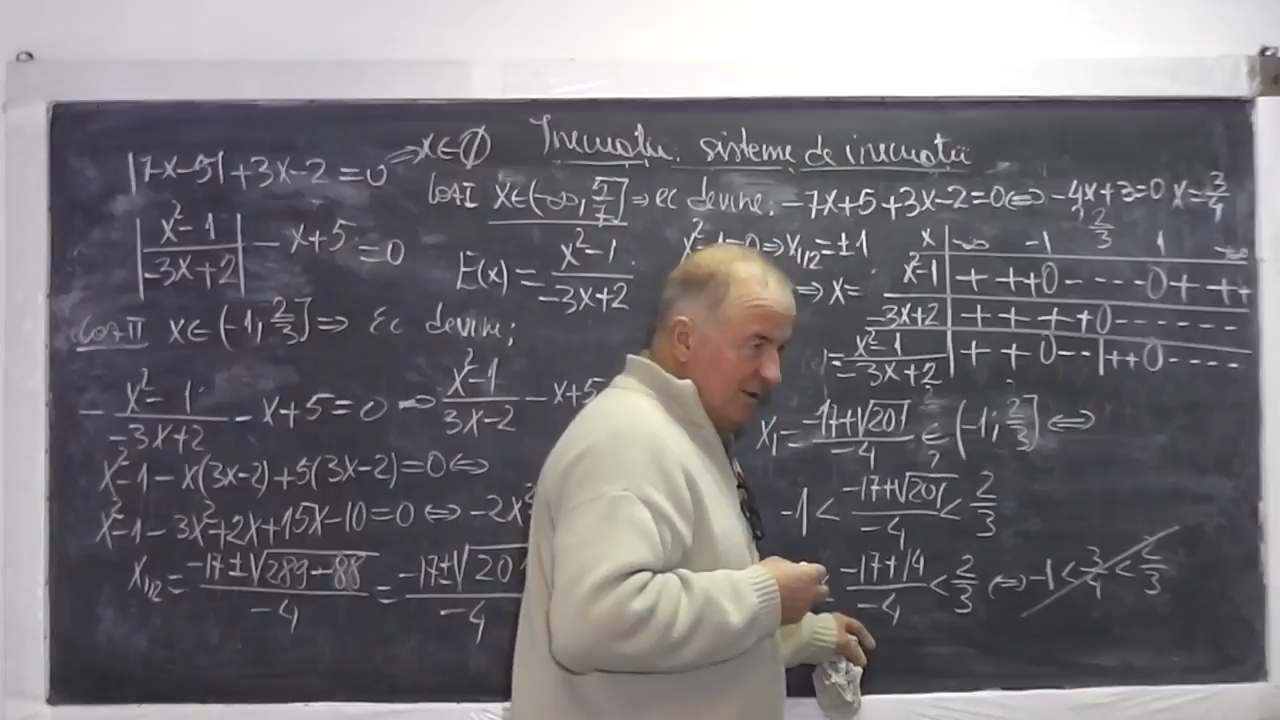 Inecuații, sisteme de inecuații
|7x-5|+3x-2=0 ⇒ x∈∅
Caz I x∈(-∞, 5/7] ⇒ ec devine: -7x+5+3x-2=0 ⇔ -4x+3=0 x=3/4
|x²-1 / -3x+2| -x+5=0
E(x)= x²-1 / -3x+2
x²-1=0 ⇒ x₁,₂=±1
⇒ x=
x | -∞ -1 2/3 1 +∞
x²-1 | + + + 0 - - - - 0 + + +
-3x+2 | + + + + 0 - - - - - -
= x²-1 / -3x+2 | + + 0 - - | + + 0 - - - -
Caz II x∈(-1, 2/3] ⇒ Ec devine:
- x²-1 / -3x+2 -x+5=0 ⇒ x²-1 / 3x-2 -x+5
x²-1-x(3x-2)+5(3x-2)=0 ⇔
x²-1-3x²+2x+15x-10=0 ⇔ -2x²
x₁,₂= -17±√289-88 / -4 = -17±√201 / -4
x₁= -17+√201 / -4 ∈? (-1; 2/3] ⇔
-1 < -17+√201 / -4 <? 2/3
-17+14 / -4 < 2/3 ⇔ -1 < 3/4 < 2/3